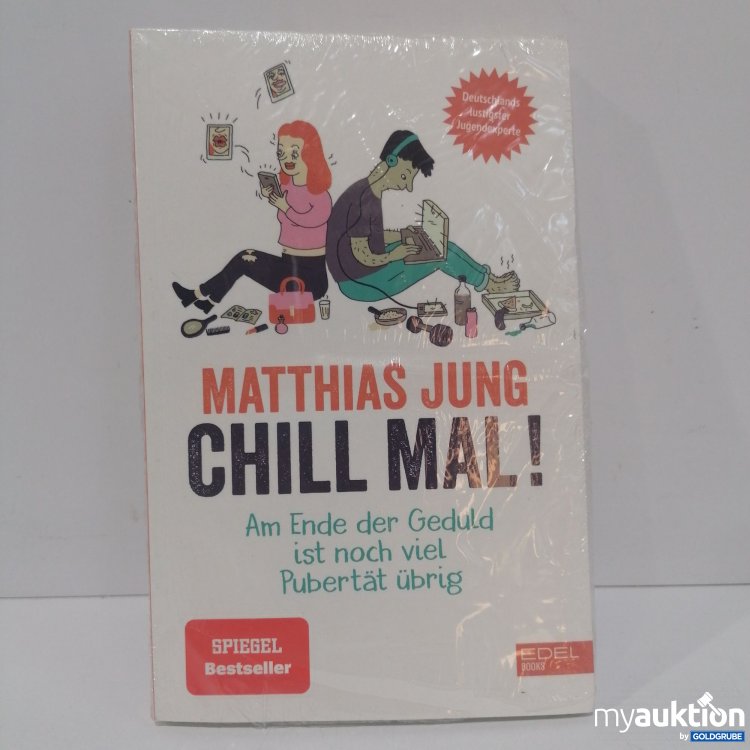 Deutschlands
lustigster
Jugendexperte
MATTHIAS JUNG
CHILL MAL!
Am Ende der Geduld
ist noch viel
Pubertät übrig
SPIEGEL
Bestseller
EDEL
BOOKS
myauktion
by GOLDGRUBE